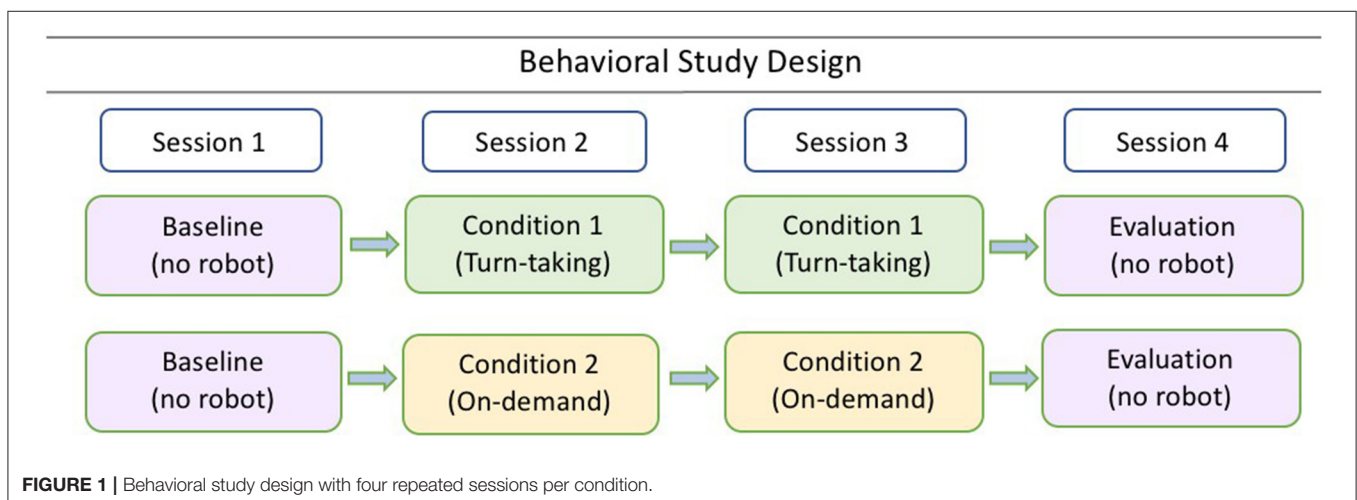 Behavioral Study Design
Session 1
Session 2
Session 3
Session 4
Baseline
(no robot)
Condition 1
(Turn-taking)
Condition 1
(Turn-taking)
Evaluation
(no robot)
Baseline
(no robot)
Condition 2
(On-demand)
Condition 2
(On-demand)
Evaluation
(no robot)
FIGURE 1 | Behavioral study design with four repeated sessions per condition.